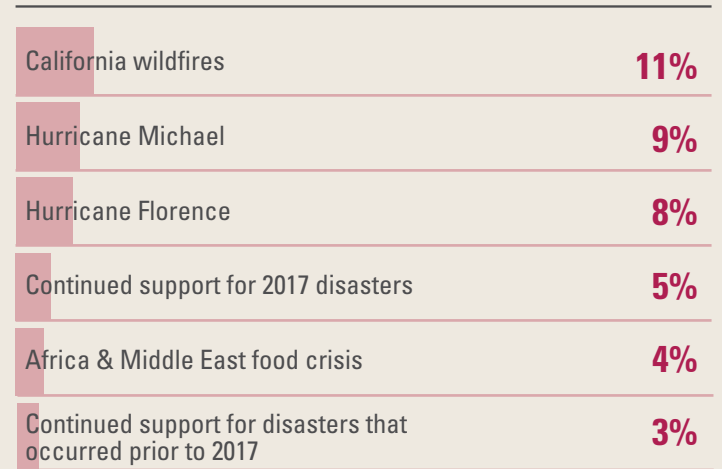 California wildfires 11%
Hurricane Michael 9%
Hurricane Florence 8%
Continued support for 2017 disasters 5%
Africa & Middle East food crisis 4%
Continued support for disasters that
occurred prior to 2017 3%